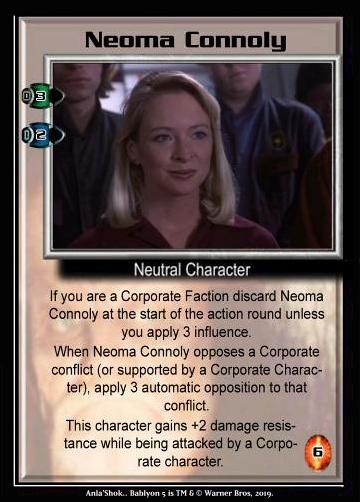 Neoma Connoly
3
2
Neutral Character
If you are a Corporate Faction discard Neoma
Connoly at the start of the action round unless
you apply 3 influence.
When Neoma Connoly opposes a Corporate
conflict (or supported by a Corporate Charac-
ter), apply 3 automatic opposition to that
conflict.
This character gains +2 damage resis-
tance while being attacked by a Corpo-
rate character.
6
Anla'Shok.. Bablyon 5 is TM & © Warner Bros, 2019.